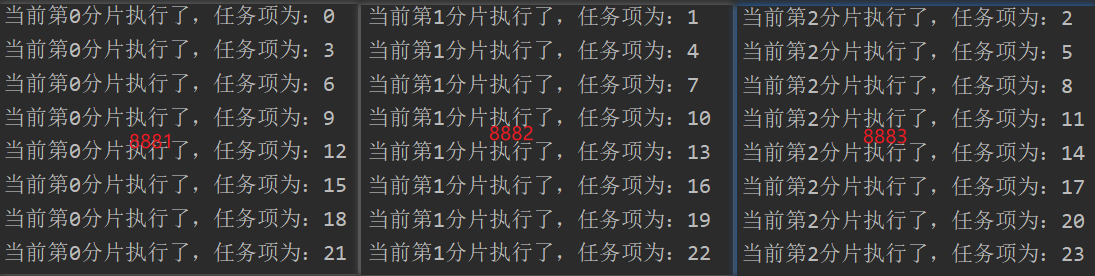 当前第0分片执行了，任务项为：0
当前第0分片执行了，任务项为：3
当前第0分片执行了，任务项为：6
当前第0分片执行了，任务项为：9
8881
当前第0分片执行了，任务项为：12
当前第0分片执行了，任务项为：15
当前第0分片执行了，任务项为：18
当前第0分片执行了，任务项为：21
当前第1分片执行了，任务项为：1
当前第1分片执行了，任务项为：4
当前第1分片执行了，任务项为：7
当前第1分片执行了，任务项为：10
8882
当前第1分片执行了，任务项为：13
当前第1分片执行了，任务项为：16
当前第1分片执行了，任务项为：19
当前第1分片执行了，任务项为：22
当前第2分片执行了，任务项为：2
当前第2分片执行了，任务项为：5
当前第2分片执行了，任务项为：8
当前第2分片执行了，任务项为：11
8883
当前第2分片执行了，任务项为：14
当前第2分片执行了，任务项为：17
当前第2分片执行了，任务项为：20
当前第2分片执行了，任务项为：23